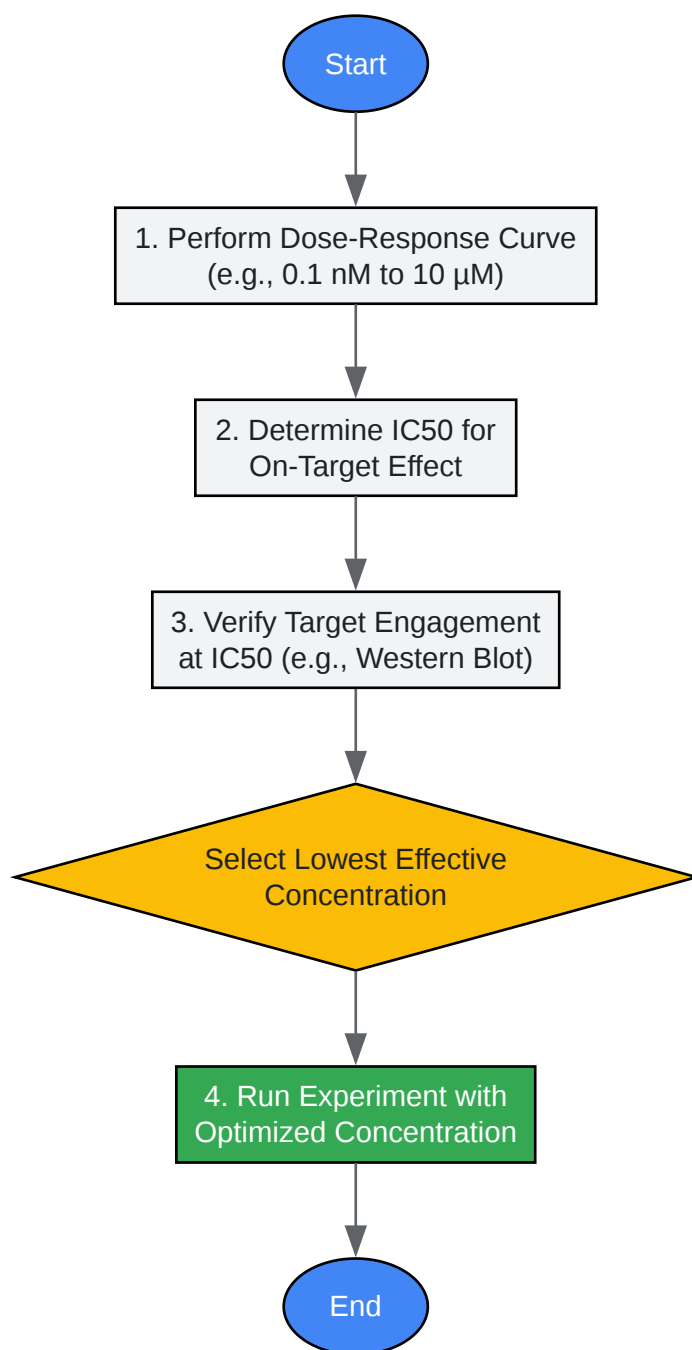 Start
1. Perform Dose-Response Curve
(e.g., 0.1 nM to 10 µM)
2. Determine IC50 for
On-Target Effect
3. Verify Target Engagement
at IC50 (e.g., Western Blot)
Select Lowest Effective
Concentration
4. Run Experiment with
Optimized Concentration
End